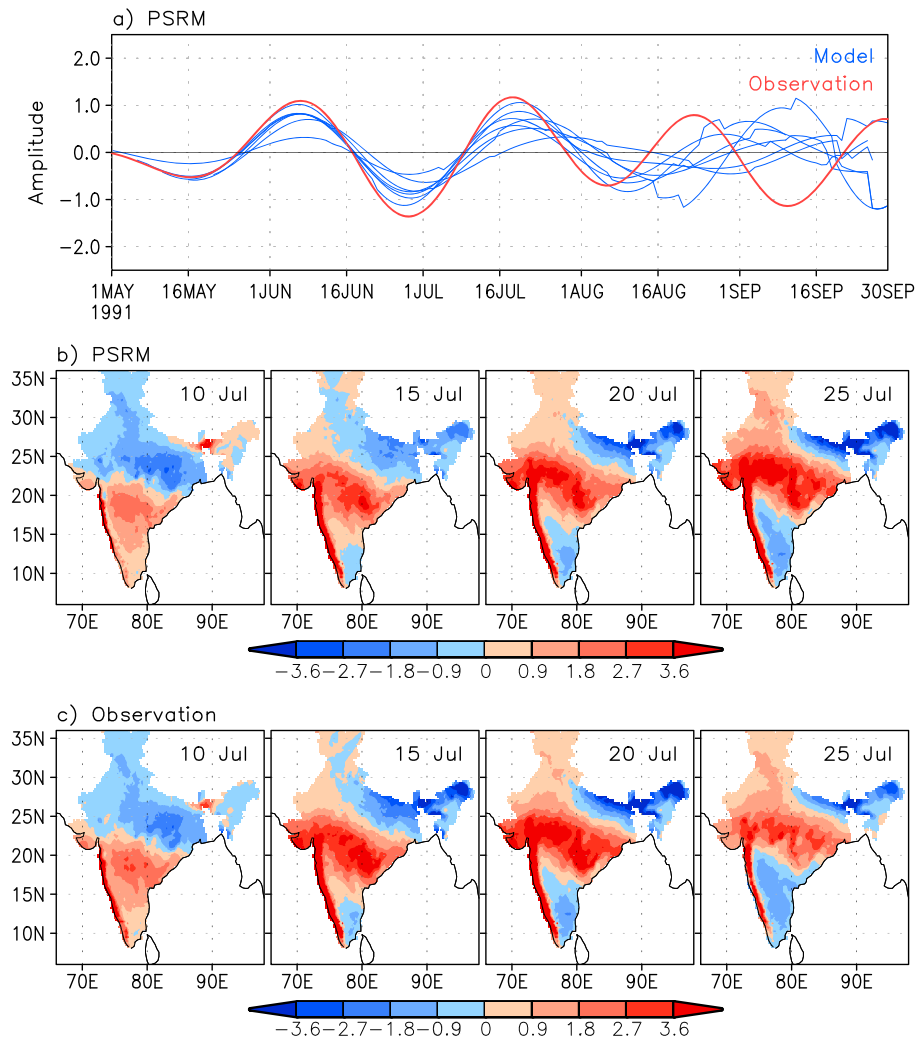 a) PSRM
Model
Observation
Amplitude
2.0
1.0
0.0
-1.0
-2.0
1MAY 16MAY 1JUN 16JUN 1JUL 16JUL 1AUG 16AUG 1SEP 16SEP 30SEP
1991
b) PSRM
10 Jul 15 Jul 20 Jul 25 Jul
35N
30N
25N
20N
15N
10N
70E 80E 90E 70E 80E 90E 70E 80E 90E 70E 80E 90E
-3.6 -2.7 -1.8 -0.9 0 0.9 1.8 2.7 3.6
c) Observation
10 Jul 15 Jul 20 Jul 25 Jul
35N
30N
25N
20N
15N
10N
70E 80E 90E 70E 80E 90E 70E 80E 90E 70E 80E 90E
-3.6 -2.7 -1.8 -0.9 0 0.9 1.8 2.7 3.6